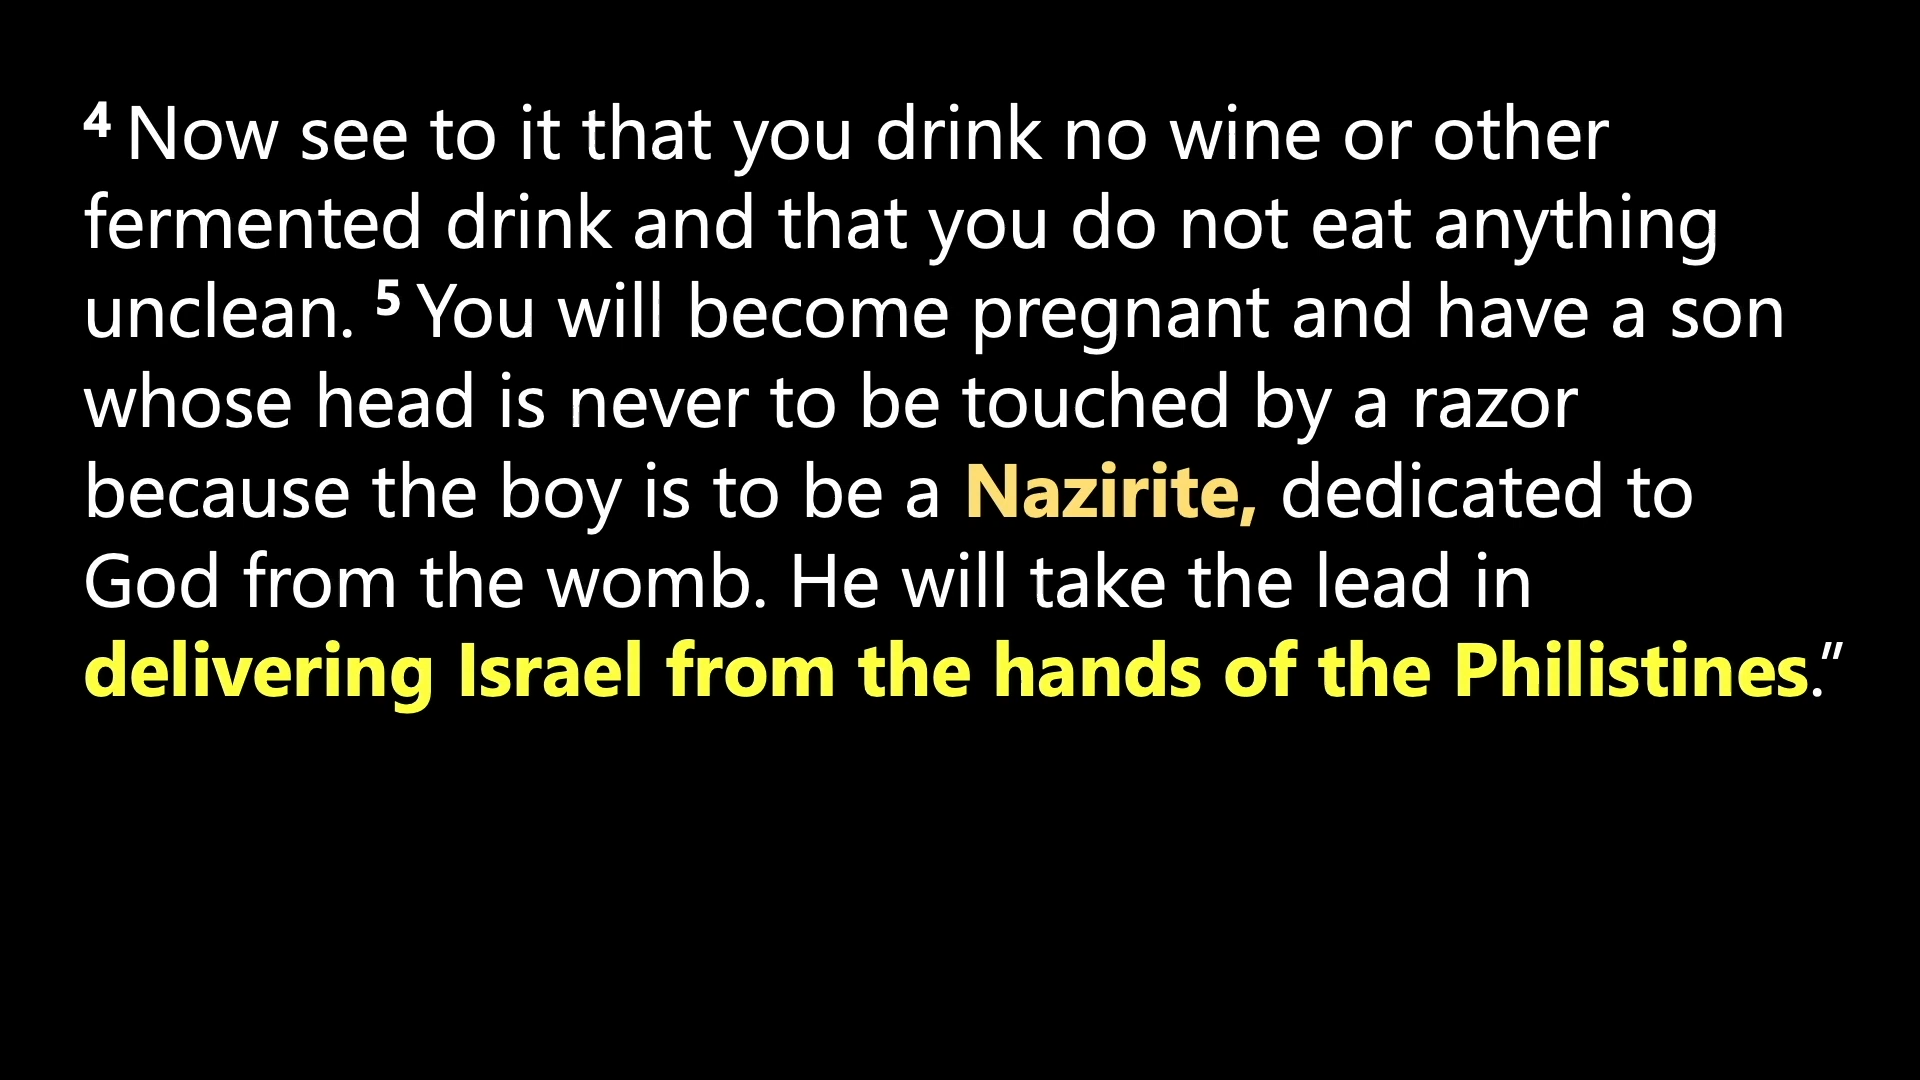 4 Now see to it that you drink no wine or other
fermented drink and that you do not eat anything
unclean. 5 You will become pregnant and have a son
whose head is never to be touched by a razor
because the boy is to be a Nazirite, dedicated to
God from the womb. He will take the lead in
delivering Israel from the hands of the Philistines.”